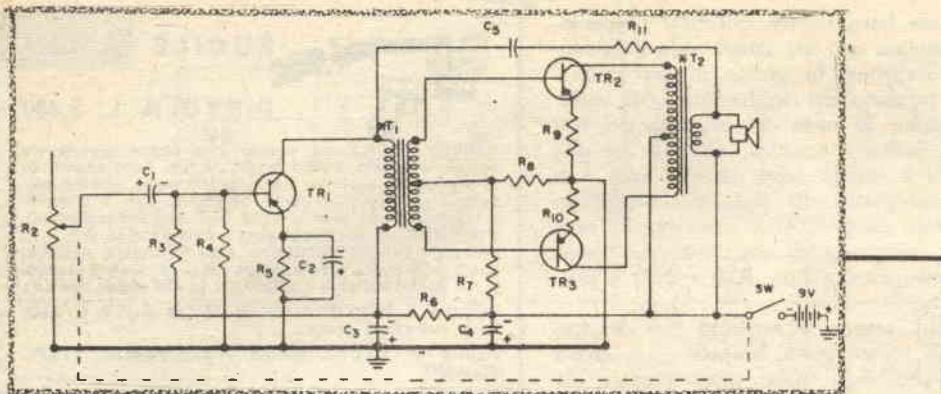 C5
R11
TR2
*T2
*T1
R9
C1
+ -
R8
TR1
R2
R3
R4
R10
-
C2
+
R5
R7
TR3
SW
9V
R6
- +
C3
-
+
C4
-
+